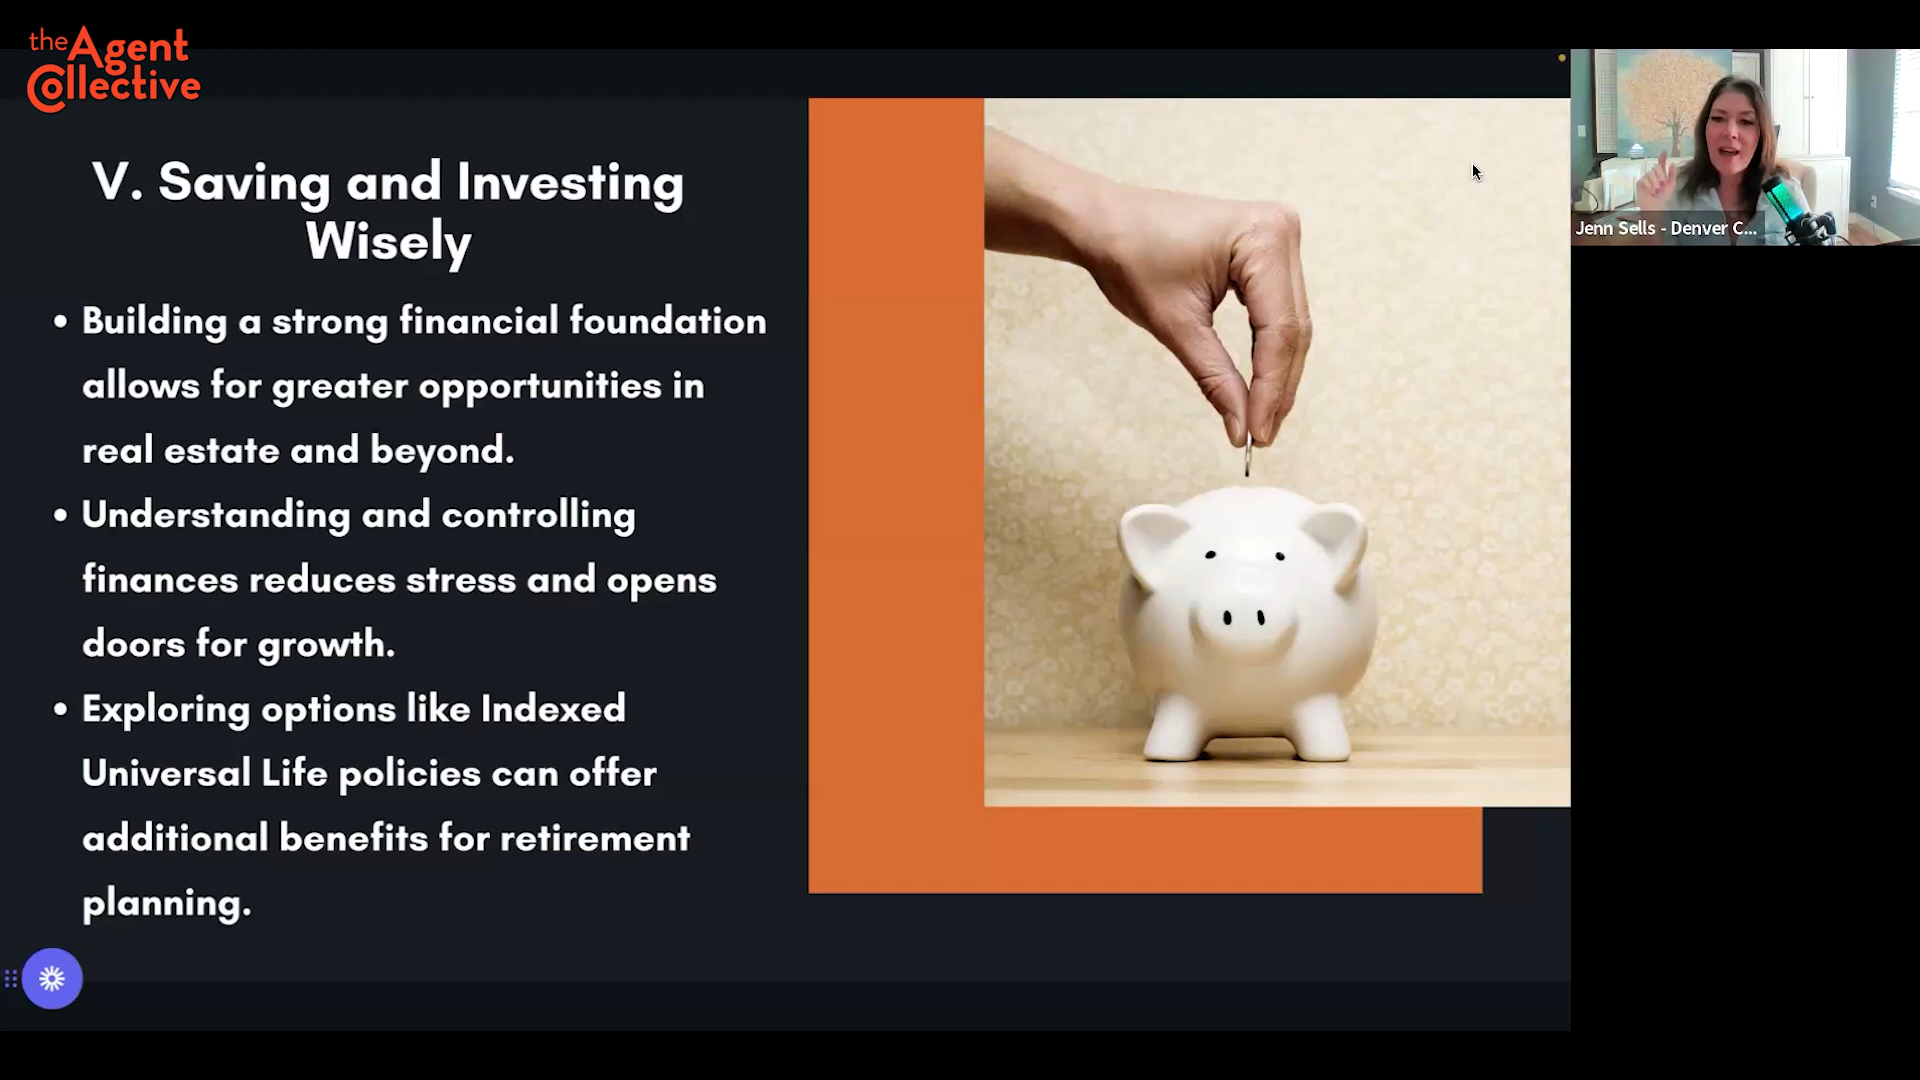 the Agent
Collective
V. Saving and Investing
Wisely
• Building a strong financial foundation
allows for greater opportunities in
real estate and beyond.
• Understanding and controlling
finances reduces stress and opens
doors for growth.
• Exploring options like Indexed
Universal Life policies can offer
additional benefits for retirement
planning.
Jenn Sells - Denver C...